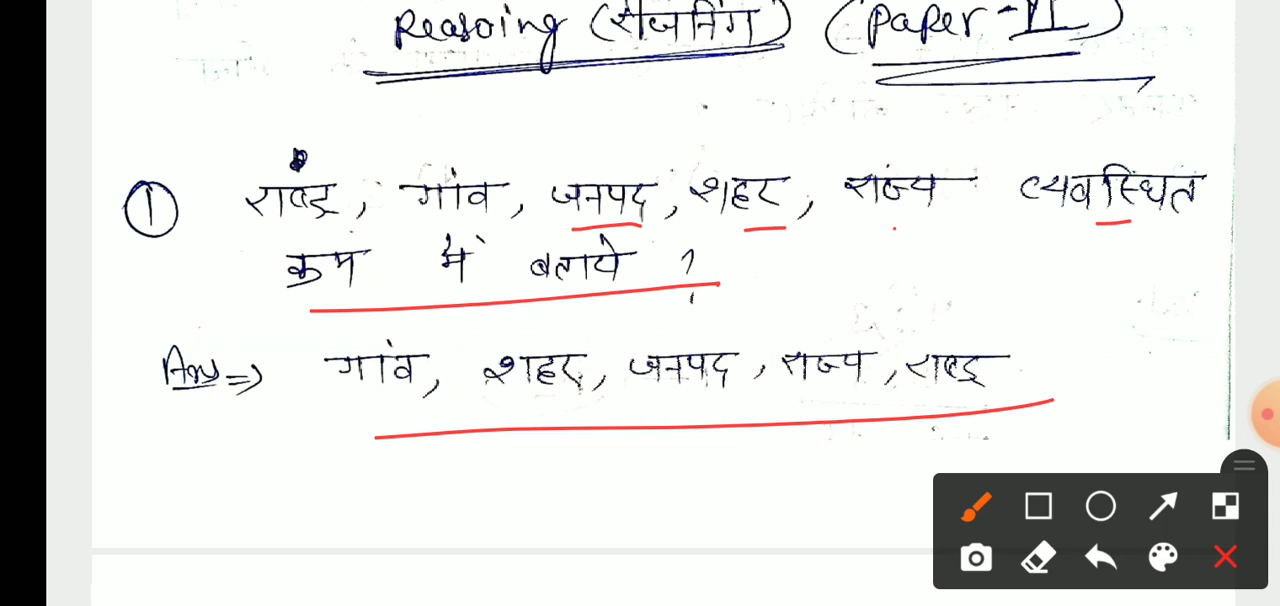 Reasoing (रीजनिंग) (Paper-II)
① राष्ट्र, गांव, जनपद, शहर, राज्य व्यवस्थित
क्रम में बताये ?
Ans ⇒ गांव, शहर, जनपद, राज्य, राष्ट्र